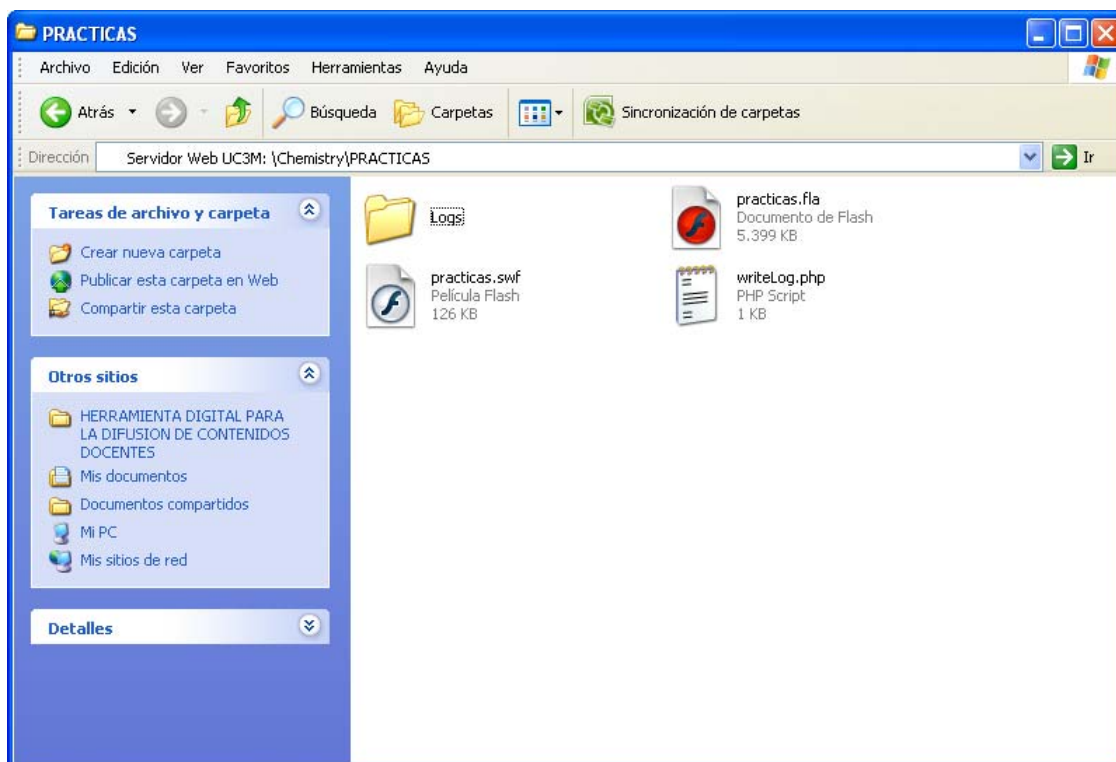 PRACTICAS
Archivo Edición Ver Favoritos Herramientas Ayuda
Atrás Búsqueda Carpetas Sincronización de carpetas
Dirección Servidor Web UC3M: \Chemistry\PRACTICAS Ir
Tareas de archivo y carpeta
Crear nueva carpeta
Publicar esta carpeta en Web
Compartir esta carpeta
Otros sitios
HERRAMIENTA DIGITAL PARA
LA DIFUSION DE CONTENIDOS
DOCENTES
Mis documentos
Documentos compartidos
Mi PC
Mis sitios de red
Detalles
Logs
practicas.fla
Documento de Flash
5.399 KB
practicas.swf
Película Flash
126 KB
writeLog.php
PHP Script
1 KB